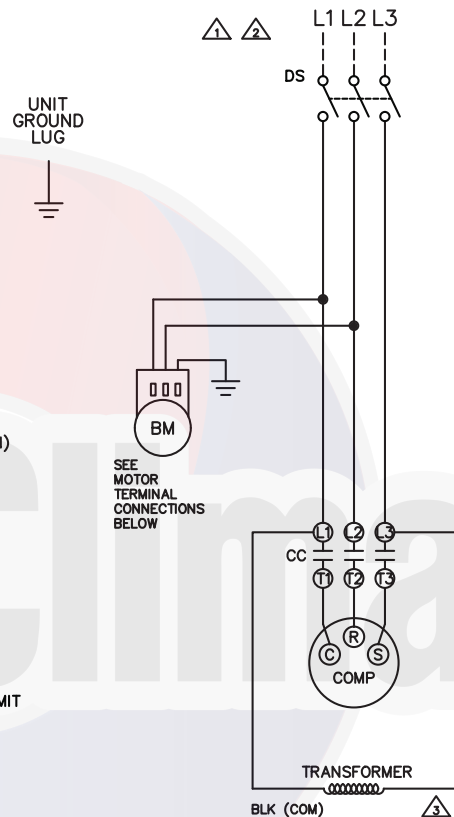 1 2
L1 L2 L3
DS
UNIT
GROUND
LUG
BM
SEE
MOTOR
TERMINAL
CONNECTIONS
BELOW
L1 L2 L3
CC
T1 T2 T3
R
C S
COMP
MIT
TRANSFORMER
BLK (COM)
3
Clima